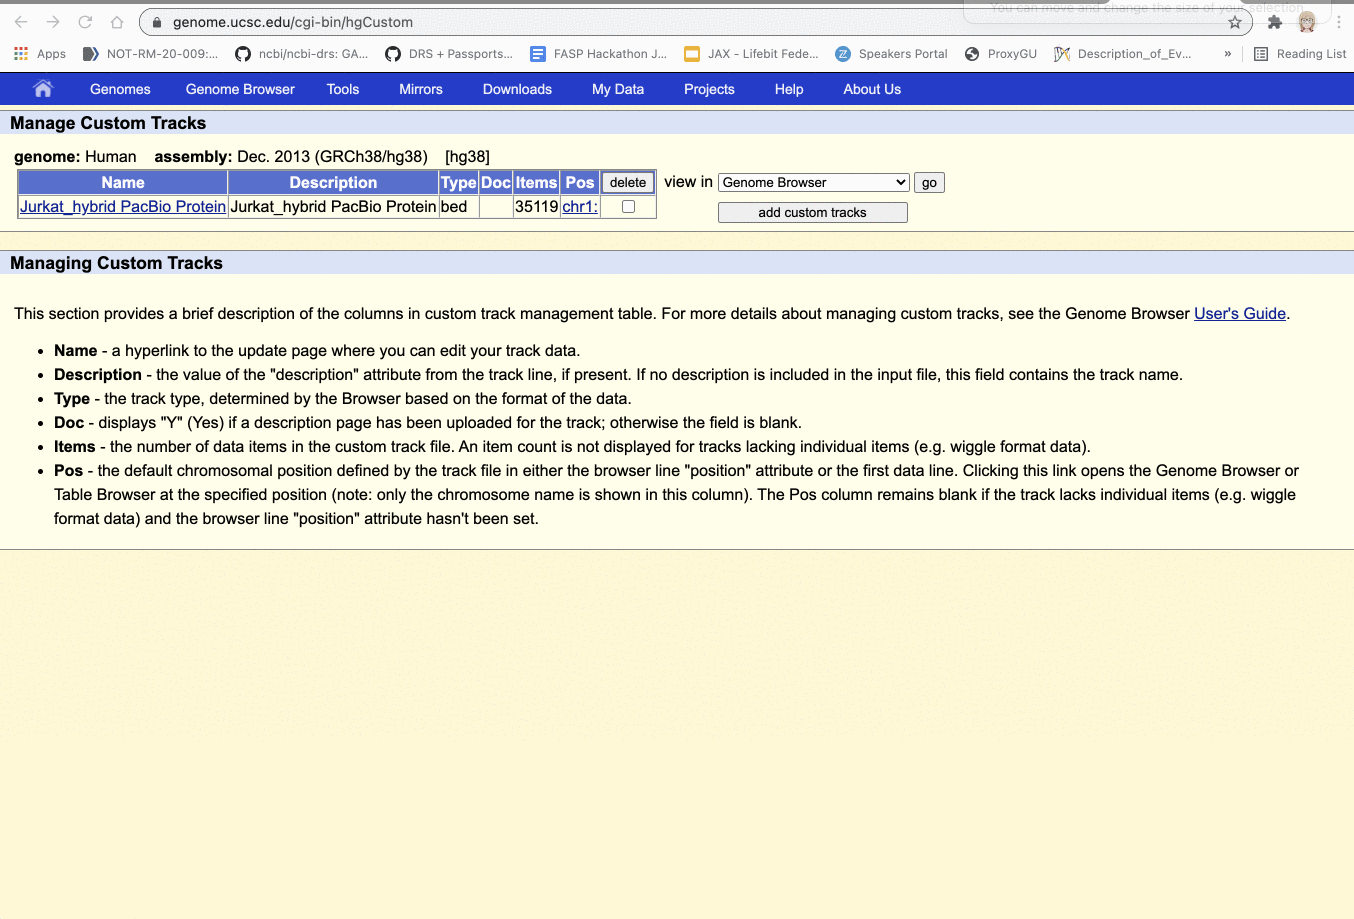 You can move and change the size of your selection
genome.ucsc.edu/cgi-bin/hgCustom
Apps NOT-RM-20-009:... ncbi/ncbi-drs: GA... DRS + Passports... FASP Hackathon J... JAX - Lifebit Fede... Speakers Portal ProxyGU Description_of_Ev... » Reading List
Genomes Genome Browser Tools Mirrors Downloads My Data Projects Help About Us
Manage Custom Tracks
genome: Human assembly: Dec. 2013 (GRCh38/hg38) [hg38]
Name Description Type Doc Items Pos delete view in Genome Browser go
Jurkat_hybrid PacBio Protein Jurkat_hybrid PacBio Protein bed 35119 chr1: add custom tracks
Managing Custom Tracks
This section provides a brief description of the columns in custom track management table. For more details about managing custom tracks, see the Genome Browser User's Guide.
• Name - a hyperlink to the update page where you can edit your track data.
• Description - the value of the "description" attribute from the track line, if present. If no description is included in the input file, this field contains the track name.
• Type - the track type, determined by the Browser based on the format of the data.
• Doc - displays "Y" (Yes) if a description page has been uploaded for the track; otherwise the field is blank.
• Items - the number of data items in the custom track file. An item count is not displayed for tracks lacking individual items (e.g. wiggle format data).
• Pos - the default chromosomal position defined by the track file in either the browser line "position" attribute or the first data line. Clicking this link opens the Genome Browser or
Table Browser at the specified position (note: only the chromosome name is shown in this column). The Pos column remains blank if the track lacks individual items (e.g. wiggle
format data) and the browser line "position" attribute hasn't been set.